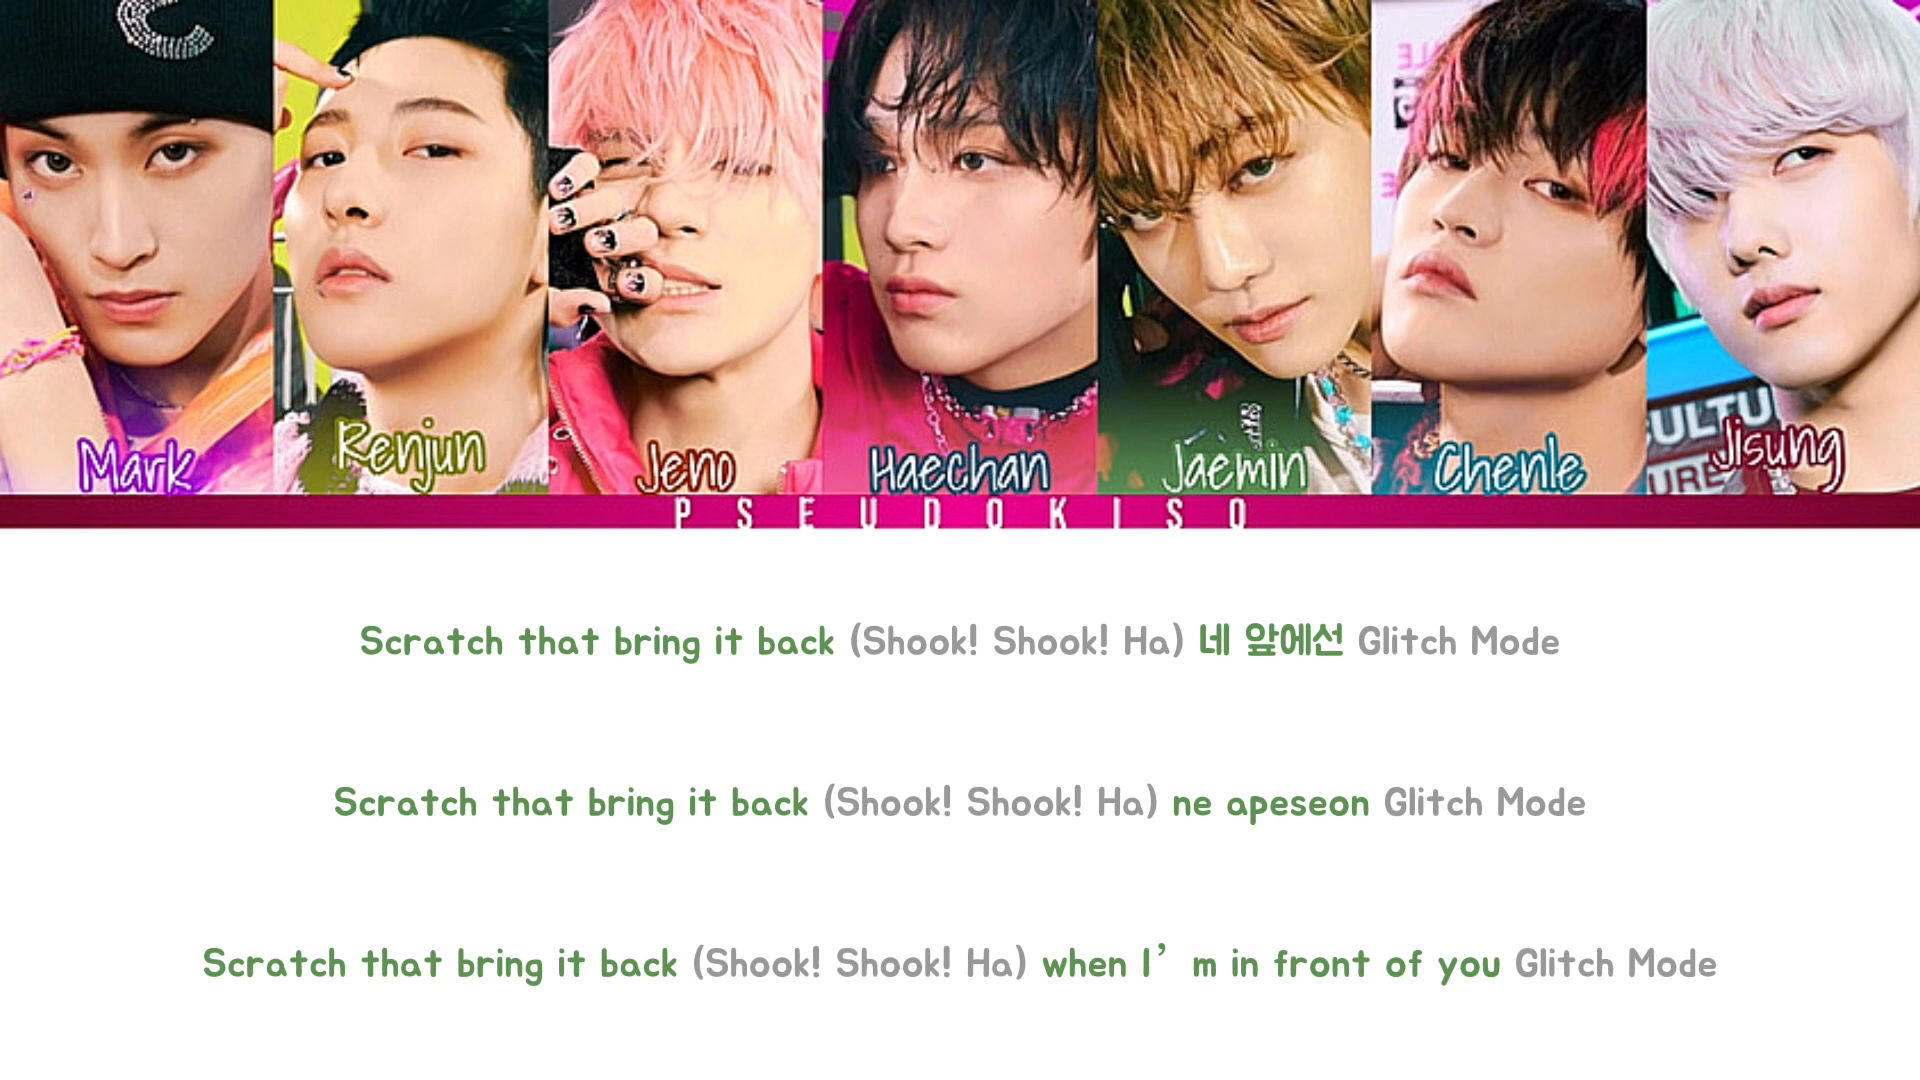 C
Mark
Renjun
Jeno
Haechan
Jaemin
Chenle
Jisung
CULTU
URE
PSEUDOKISO
Scratch that bring it back (Shook! Shook! Ha) 네 앞에선 Glitch Mode
Scratch that bring it back (Shook! Shook! Ha) ne apeseon Glitch Mode
Scratch that bring it back (Shook! Shook! Ha) when I’m in front of you Glitch Mode